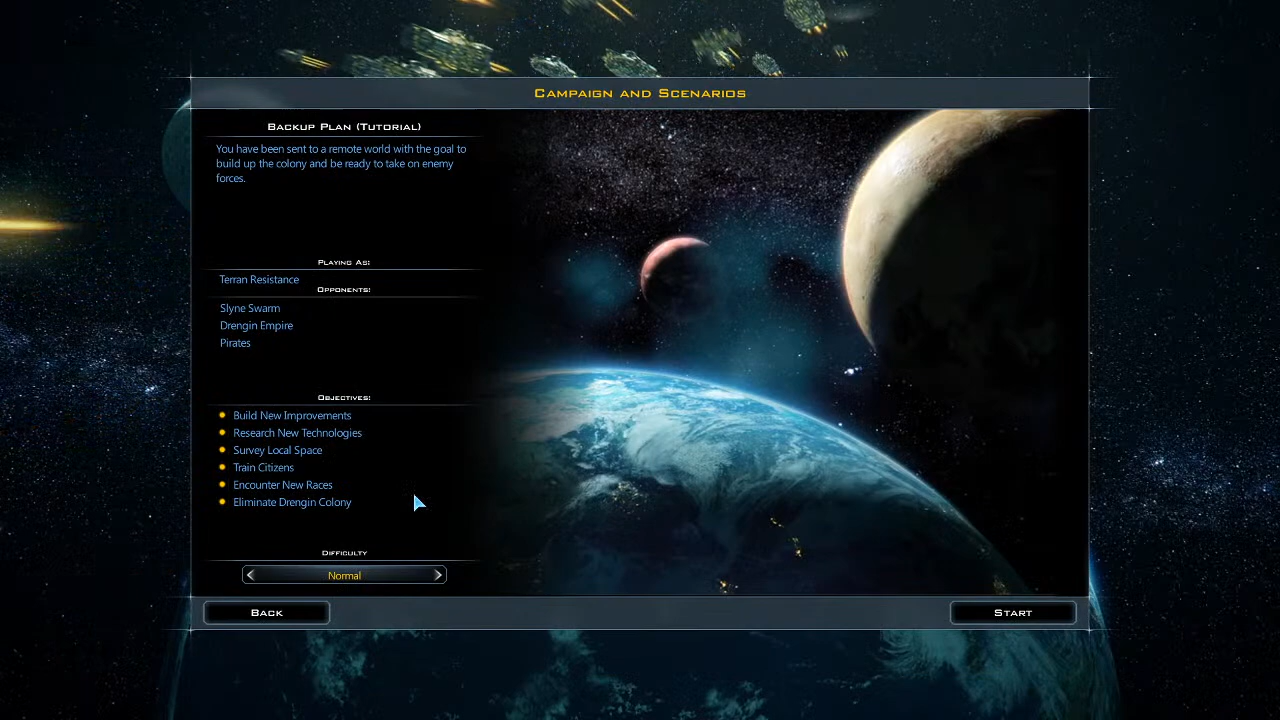 Campaign and Scenarios
Backup Plan (Tutorial)
You have been sent to a remote world with the goal to
build up the colony and be ready to take on enemy
forces.
Playing As:
Terran Resistance
Opponents:
Slyne Swarm
Drengin Empire
Pirates
Objectives:
Build New Improvements
Research New Technologies
Survey Local Space
Train Citizens
Encounter New Races
Eliminate Drengin Colony
Difficulty
Normal
Back
Start